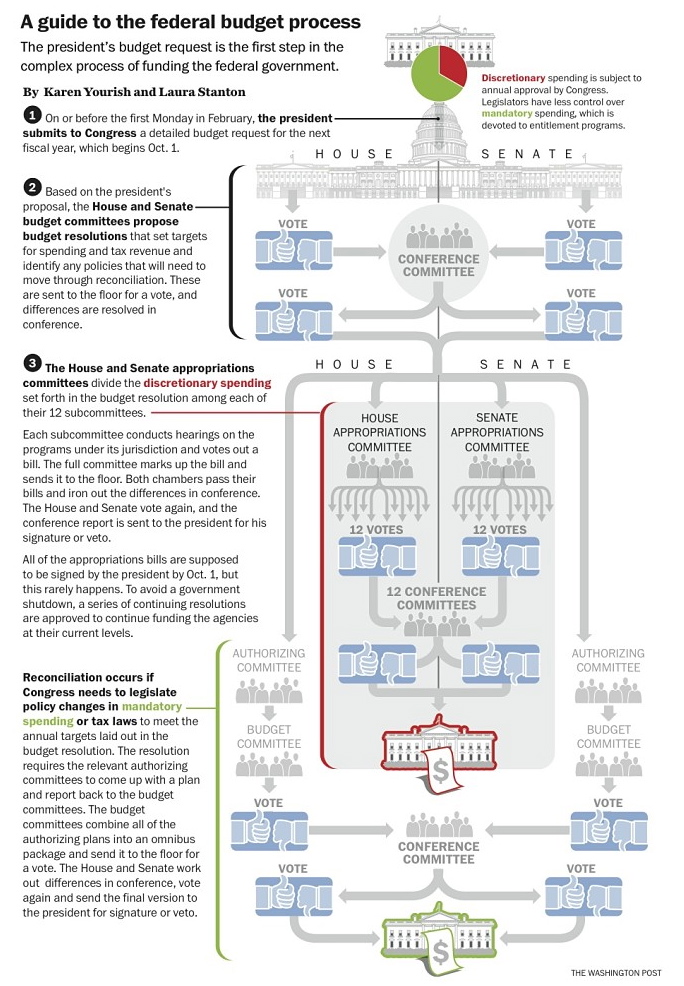 A guide to the federal budget process
The president's budget request is the first step in the
complex process of funding the federal government.
By Karen Yourish and Laura Stanton
Discretionary spending is subject to
annual approval by Congress.
Legislators have less control over
mandatory spending, which is
devoted to entitlement programs.
1 On or before the first Monday in February, the president
submits to Congress a detailed budget request for the next
fiscal year, which begins Oct. 1.
HOUSE SENATE
2 Based on the president's
proposal, the House and Senate
budget committees propose
budget resolutions that set targets
for spending and tax revenue and
identify any policies that will need to
move through reconciliation. These
are sent to the floor for a vote, and
differences are resolved in
conference.
VOTE
VOTE
CONFERENCE
COMMITTEE
VOTE
VOTE
HOUSE SENATE
3 The House and Senate appropriations
committees divide the discretionary spending
set forth in the budget resolution among each of
their 12 subcommittees.
Each subcommittee conducts hearings on the
programs under its jurisdiction and votes out a
bill. The full committee marks up the bill and
sends it to the floor. Both chambers pass their
bills and iron out the differences in conference.
The House and Senate vote again, and the
conference report is sent to the president for his
signature or veto.
All of the appropriations bills are supposed
to be signed by the president by Oct. 1, but
this rarely happens. To avoid a government
shutdown, a series of continuing resolutions
are approved to continue funding the agencies
at their current levels.
HOUSE
APPROPRIATIONS
COMMITTEE
SENATE
APPROPRIATIONS
COMMITTEE
12 VOTES
12 VOTES
12 CONFERENCE
COMMITTEES
$
Reconciliation occurs if
Congress needs to legislate
policy changes in mandatory
spending or tax laws to meet the
annual targets laid out in the
budget resolution. The resolution
requires the relevant authorizing
committees to come up with a plan
and report back to the budget
committees. The budget
committees combine all of the
authorizing plans into an omnibus
package and send it to the floor for
a vote. The House and Senate work
out differences in conference, vote
again and send the final version to
the president for signature or veto.
AUTHORIZING
COMMITTEE
AUTHORIZING
COMMITTEE
BUDGET
COMMITTEE
BUDGET
COMMITTEE
VOTE
VOTE
CONFERENCE
COMMITTEE
VOTE
VOTE
$
THE WASHINGTON POST